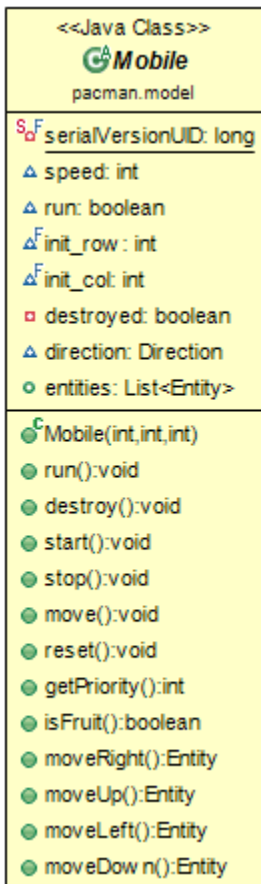 <<Java Class>>
Mobile
pacman.model
serialVersionUID: long
speed: int
run: boolean
init_row: int
init_col: int
destroyed: boolean
direction: Direction
entities: List<Entity>
Mobile(int,int,int)
run():void
destroy():void
start():void
stop():void
move():void
reset():void
getPriority():int
isFruit():boolean
moveRight():Entity
moveUp():Entity
moveLeft():Entity
moveDown():Entity